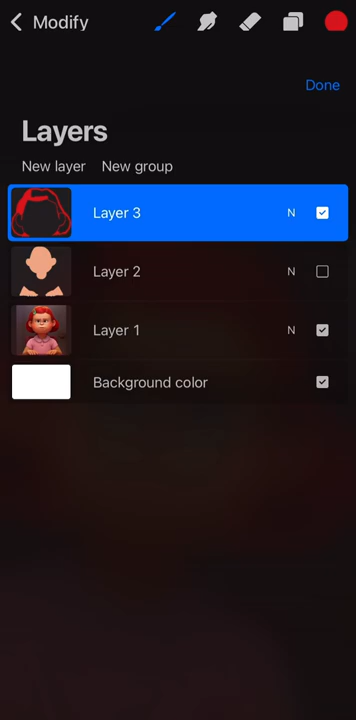 Modify
Done
Layers
New layer New group
Layer 3 N
Layer 2 N
Layer 1 N
Background color